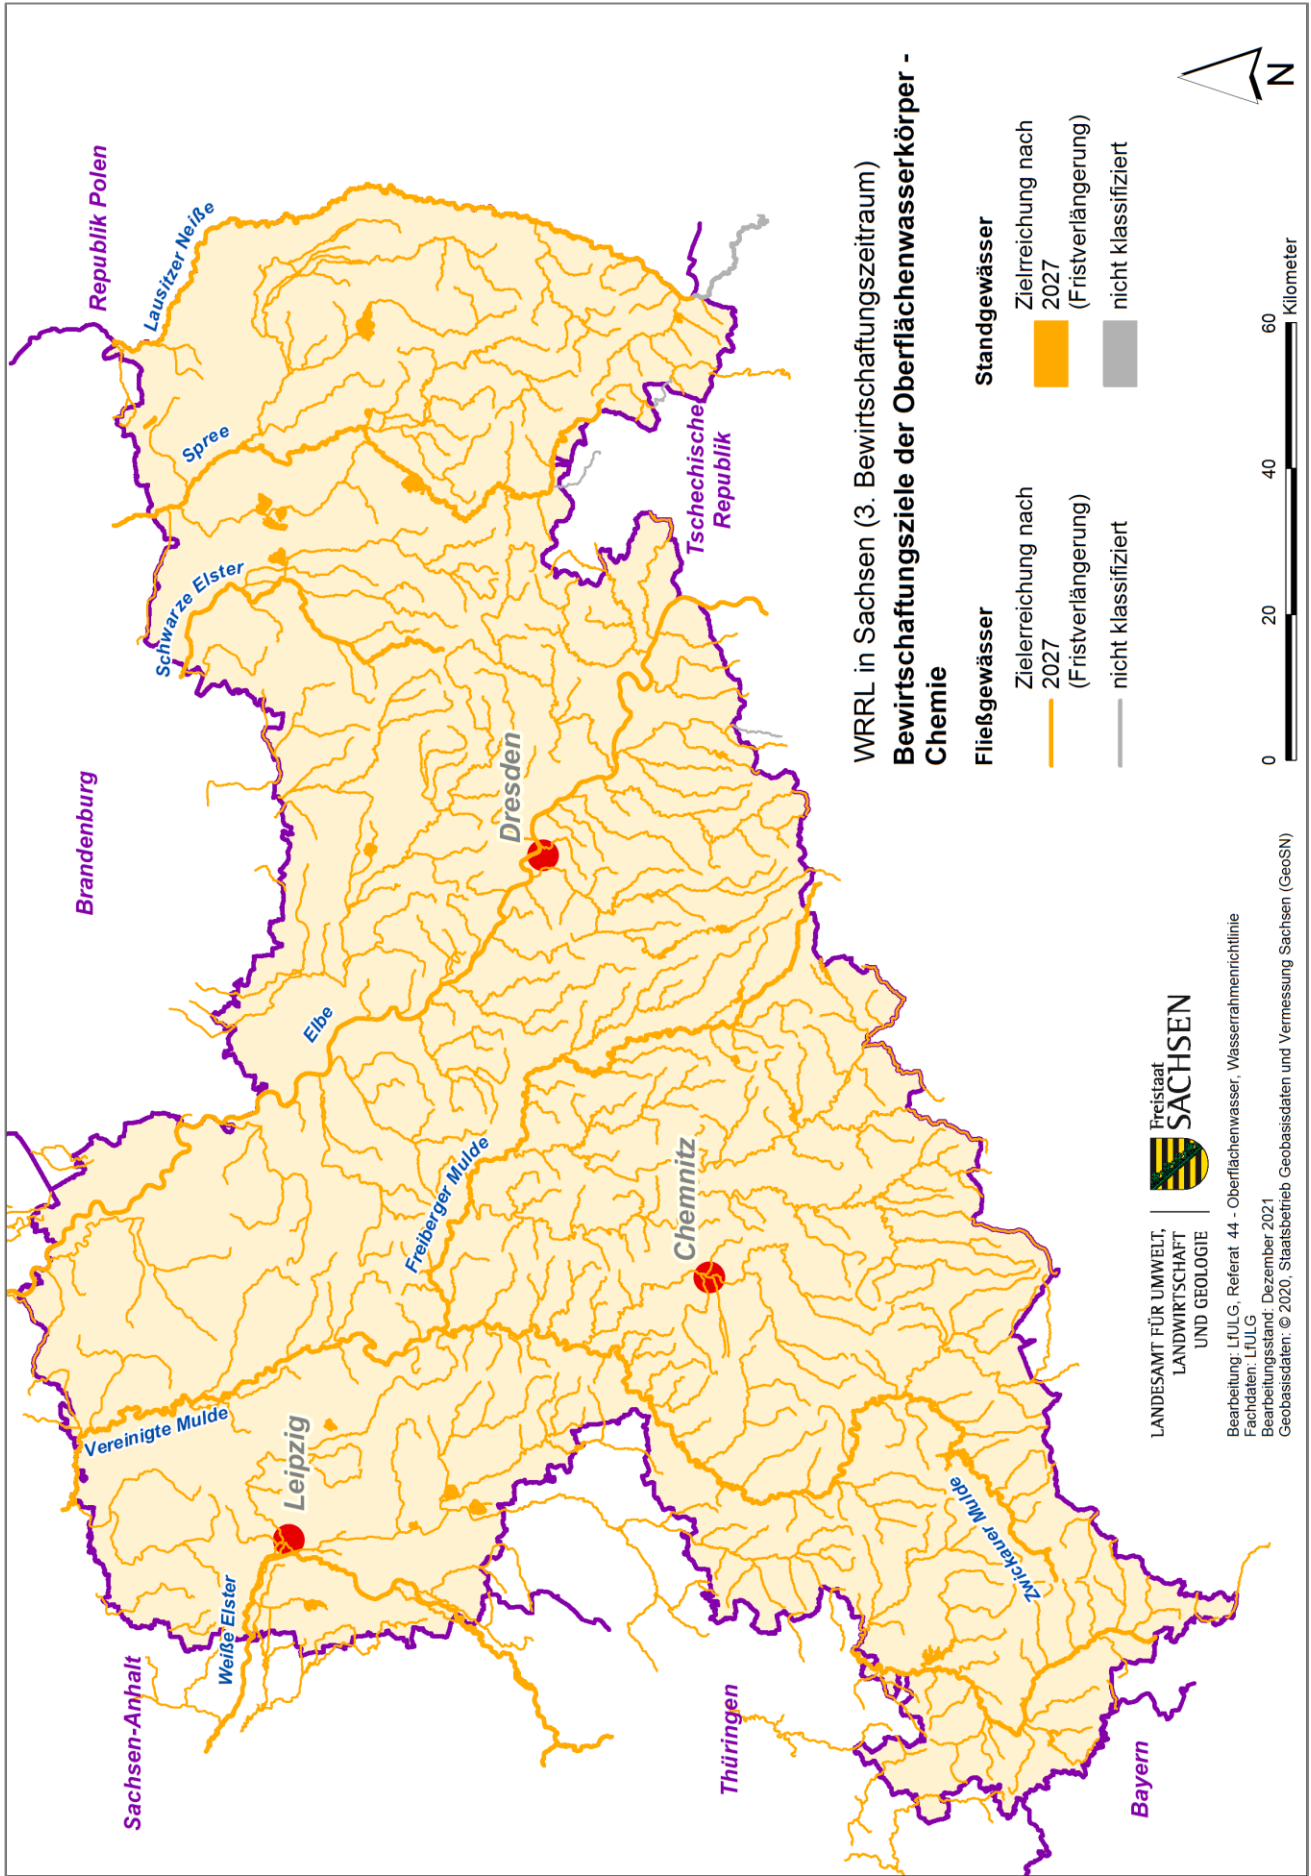 Republik Polen
Lausitzer Neiße
Spree
Schwarze Elster
Brandenburg
Tschechische
Republik
Dresden
Elbe
Freiberger Mulde
Chemnitz
Vereinigte Mulde
Leipzig
Weiße Elster
Zwickauer Mulde
Sachsen-Anhalt
Thüringen
Bayern
WRRL in Sachsen (3. Bewirtschaftungszeitraum)
Bewirtschaftungsziele der Oberflächenwasserkörper -
Chemie
Fließgewässer
Zielerreichung nach
2027
(Fristverlängerung)
nicht klassifiziert
Standgewässer
Zielrreichung nach
2027
(Fristverlängerung)
nicht klassifiziert
0 20 40 60
Kilometer
N
LANDESAMT FÜR UMWELT,
LANDWIRTSCHAFT
UND GEOLOGIE
Freistaat
SACHSEN
Bearbeitung: LfULG, Referat 44 - Oberflächenwasser, Wasserrahmenrichtlinie
Fachdaten: LfULG
Bearbeitungsstand: Dezember 2021
Geobasisdaten: © 2020, Staatsbetrieb Geobasisdaten und Vermessung Sachsen (GeoSN)